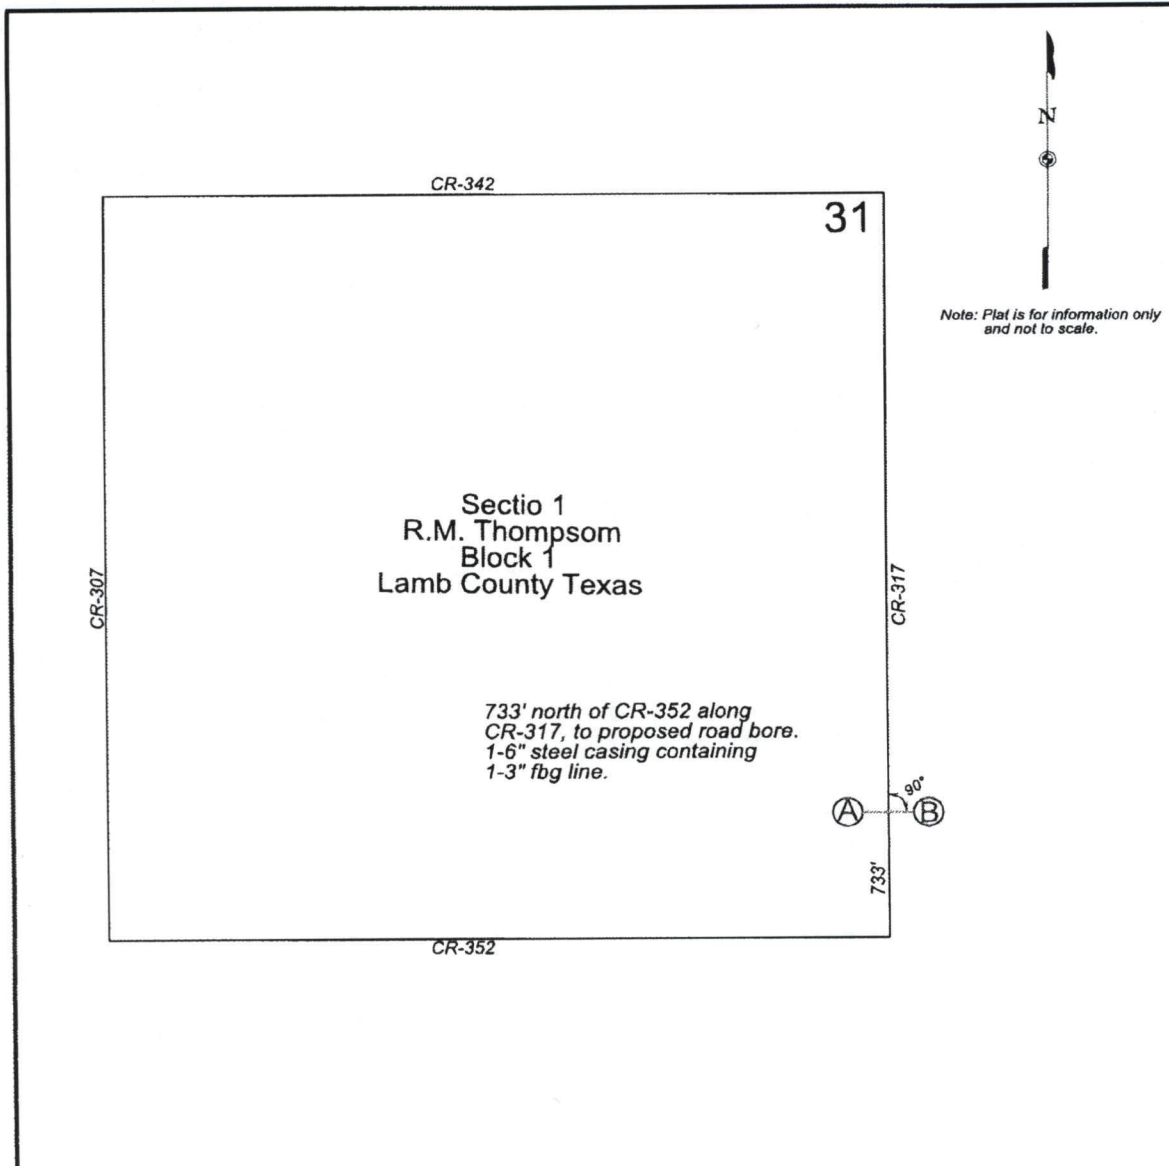 N
CR-342
31
Note: Plat is for information only
and not to scale.
Sectio 1
R.M. Thompsom
Block 1
Lamb County Texas
CR-307
CR-317
733' north of CR-352 along
CR-317, to proposed road bore.
1-6" steel casing containing
1-3" fbg line.
90°
A
B
733'
CR-352